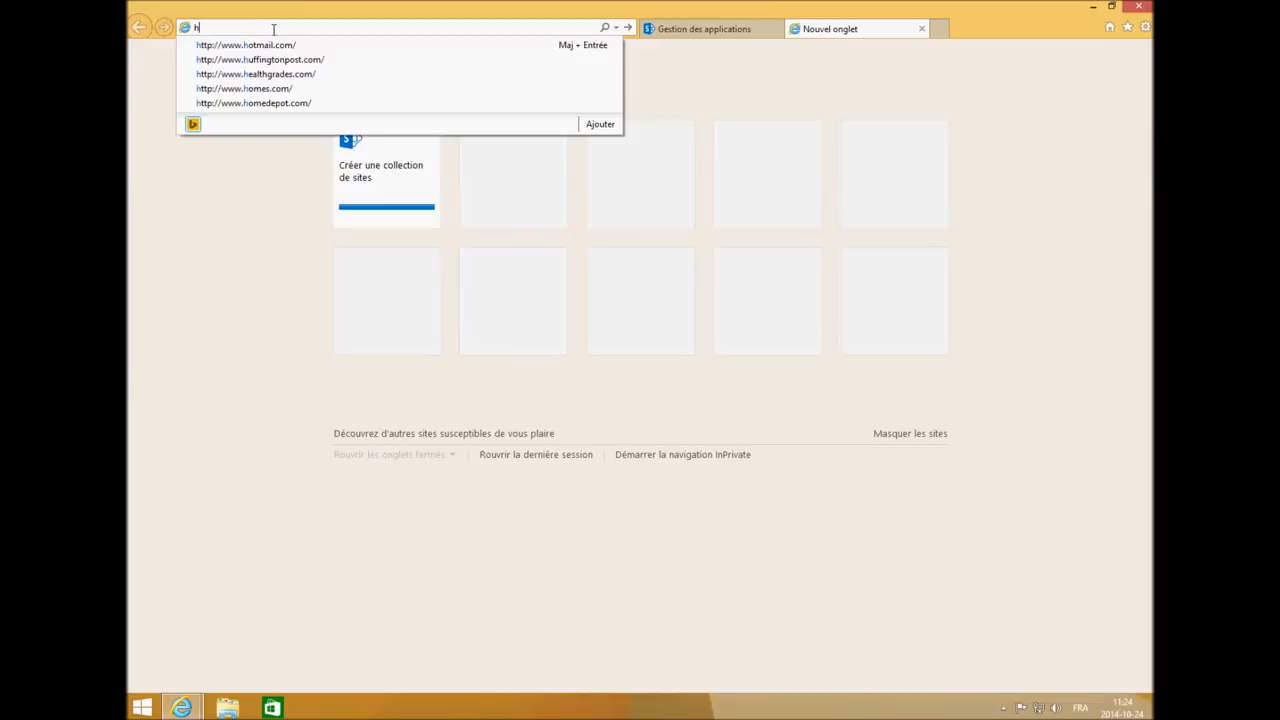 h
Gestion des applications
Nouvel onglet
http://www.hotmail.com/
Maj + Entrée
http://www.huffingtonpost.com/
http://www.healthgrades.com/
http://www.homes.com/
http://www.homedepot.com/
Ajouter
Créer une collection
de sites
Découvrez d'autres sites susceptibles de vous plaire
Masquer les sites
Rouvrir les onglets fermés
Rouvrir la dernière session
Démarrer la navigation InPrivate
FRA
11:24
2014-10-24